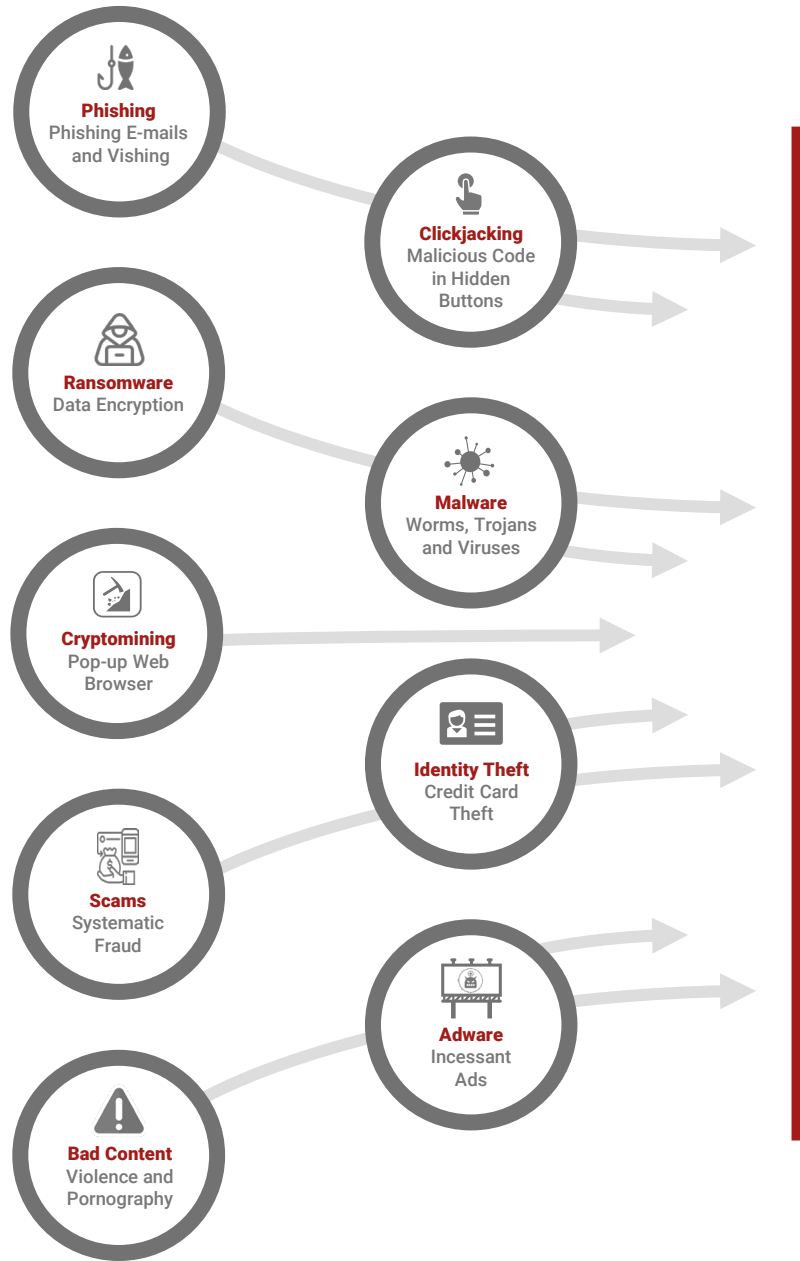 Phishing
Phishing E-mails
and Vishing
Clickjacking
Malicious Code
in Hidden
Buttons
Ransomware
Data Encryption
Malware
Worms, Trojans
and Viruses
Cryptomining
Pop-up Web
Browser
Identity Theft
Credit Card
Theft
Scams
Systematic
Fraud
Adware
Incessant
Ads
Bad Content
Violence and
Pornography